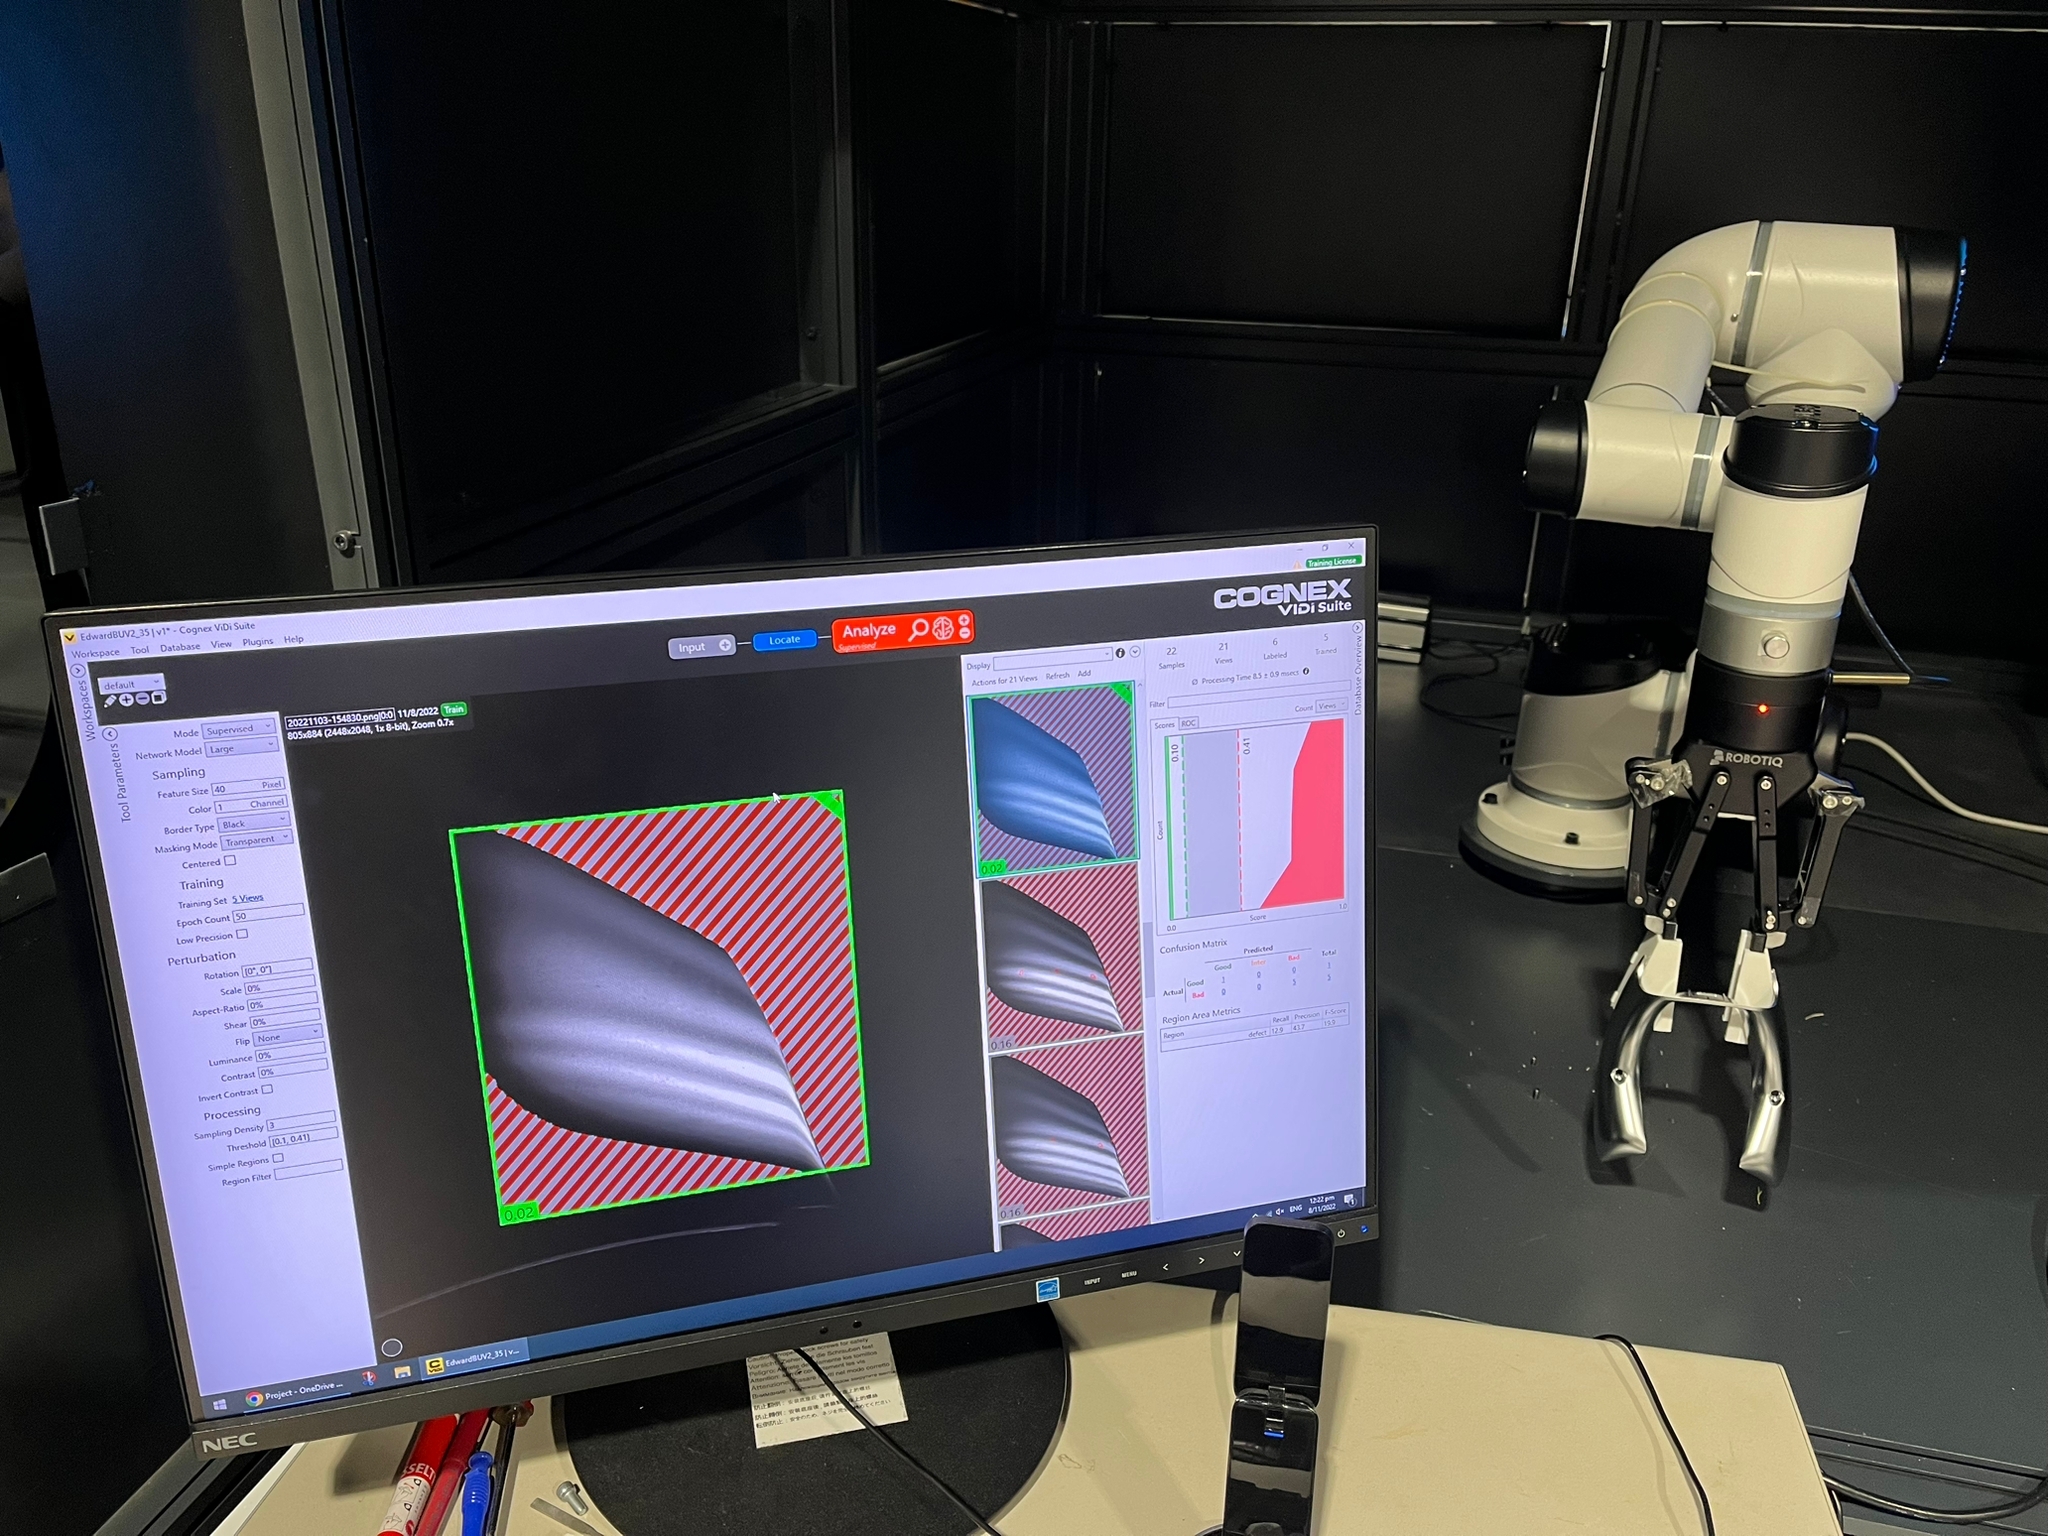 EdwardBUV2_35 | v1* - Cognex ViDi Suite
Workspace Tool Database View Plugins Help
Training License
COGNEX
ViDi Suite
Input
Locate
Analyze
Supervised
Workspaces
default
Tool Parameters
Mode Supervised
Network Model Large
Sampling
Feature Size 40 Pixel
Color 1 Channel
Border Type Black
Masking Mode Transparent
Centered
Training
Training Set 5 Views
Epoch Count 50
Low Precision
Perturbation
Rotation [0°, 0°]
Scale 0%
Aspect-Ratio 0%
Shear 0%
Flip None
Luminance 0%
Contrast 0%
Invert Contrast
Processing
Sampling Density 3
Threshold [0.1, 0.41]
Simple Regions
Region Filter
20221103-154830.png[0:0] 11/8/2022 Train
805x884 (2448x2048, 1x 8-bit), Zoom 0.7x
0.02
Display
Actions for 21 Views Refresh Add
0.02
0.16
0.16
22 21 6 5
Samples Views Labeled Trained
Processing Time 8.5 ± 0.9 msec
Filter
Count Views
Scores ROC
0.10
0.41
Count
0.0 Score 1.0
Database Overview
Confusion Matrix
Predicted
Good Inter Bad Total
Actual
Good 1 0 0 1
Bad 0 0 5 5
Region Area Metrics
Region Recall Precision F-Score
defect 12.9 43.7 19.9
Project - OneDrive ...
EdwardBUV2_35 | v...
ENG
12:22 pm
8/11/2022
INPUT
MENU
NEC
ROBOTIQ